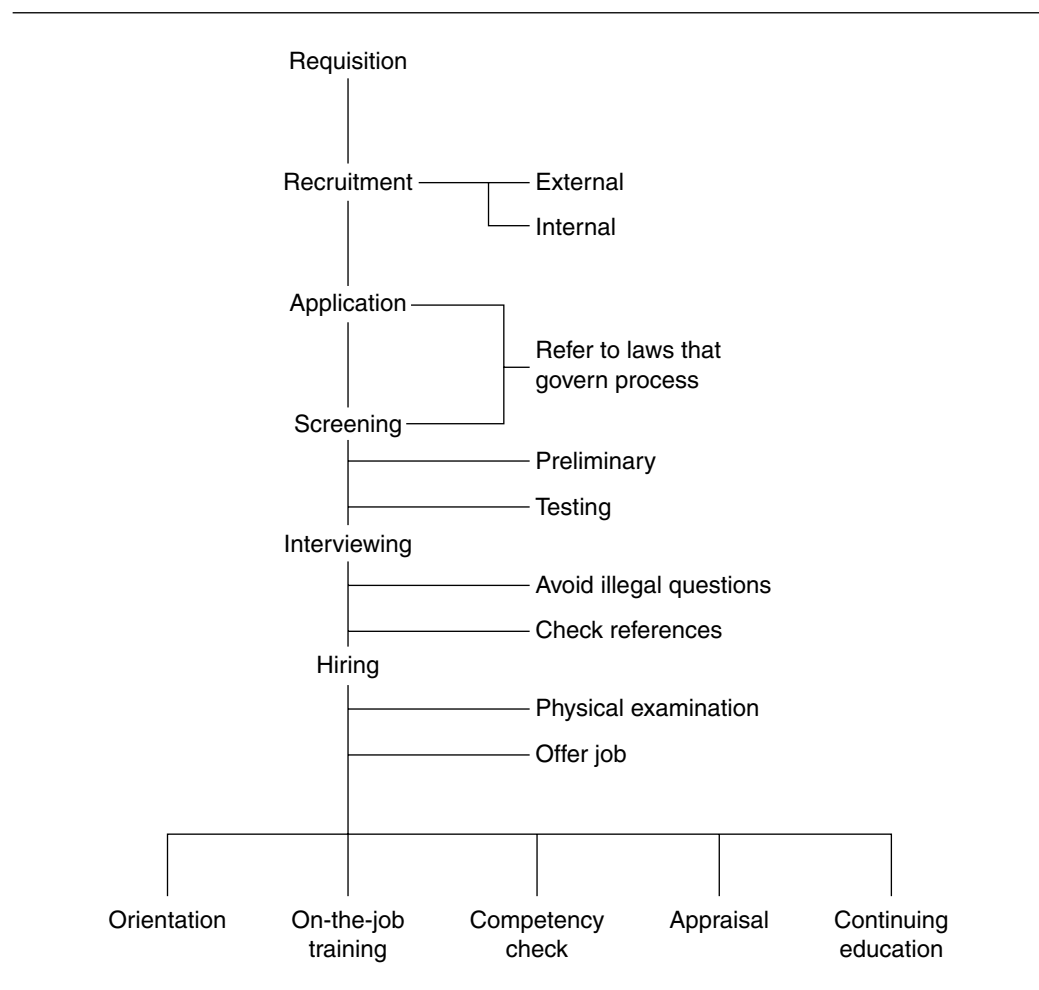 Requisition
Recruitment
External
Internal
Application
Refer to laws that
govern process
Screening
Preliminary
Testing
Interviewing
Avoid illegal questions
Check references
Hiring
Physical examination
Offer job
Orientation
On-the-job
training
Competency
check
Appraisal
Continuing
education